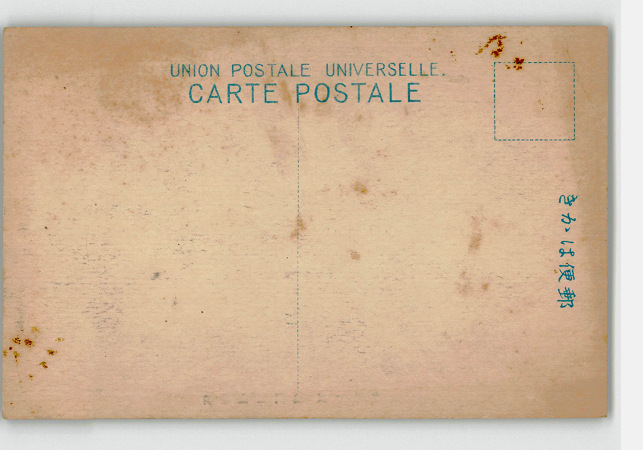 UNION POSTALE UNIVERSELLE.
CARTE POSTALE
きかは便郵